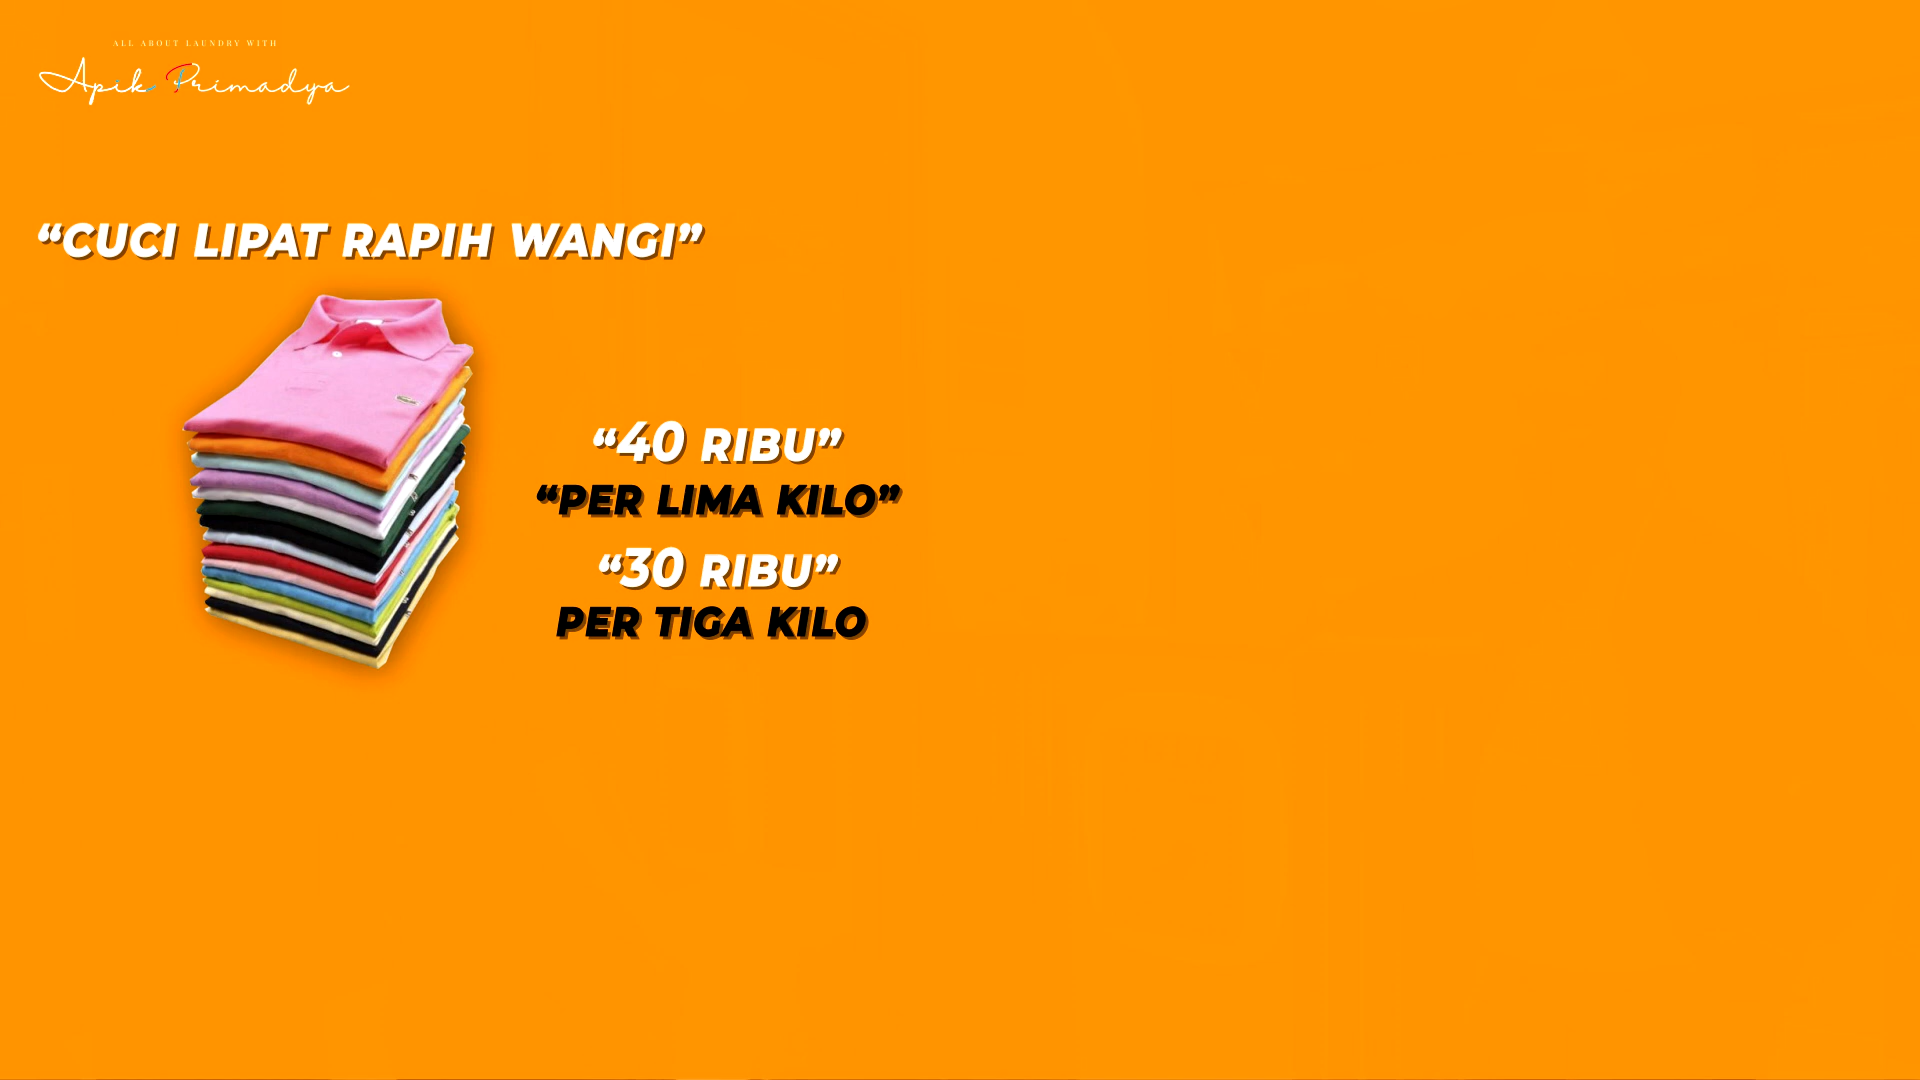 ALL ABOUT LAUNDRY WITH
Apik Primadya
“CUCI LIPAT RAPIH WANGI”
“40 RIBU”
“PER LIMA KILO”
“30 RIBU”
PER TIGA KILO